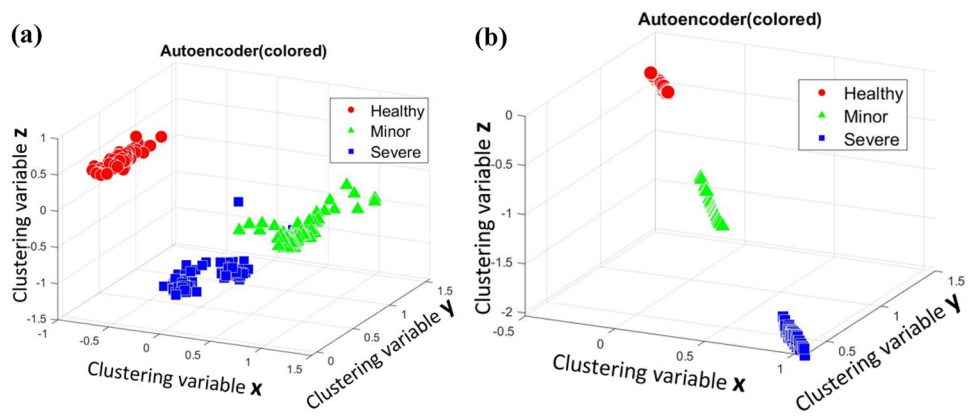 (a)
Autoencoder(colored)
Healthy
Minor
Severe
Clustering variable z
1
0.5
0
-0.5
-1
-1.5
-1
-0.5
0
0.5
1
1.5
Clustering variable x
0
0.5
1
1.5
Clustering variable y
(b)
Autoencoder(colored)
Healthy
Minor
Severe
Clustering variable z
0
-0.5
-1
-1.5
-2
-0.5
0
0.5
1
Clustering variable x
0.5
1
1.5
Clustering variable y